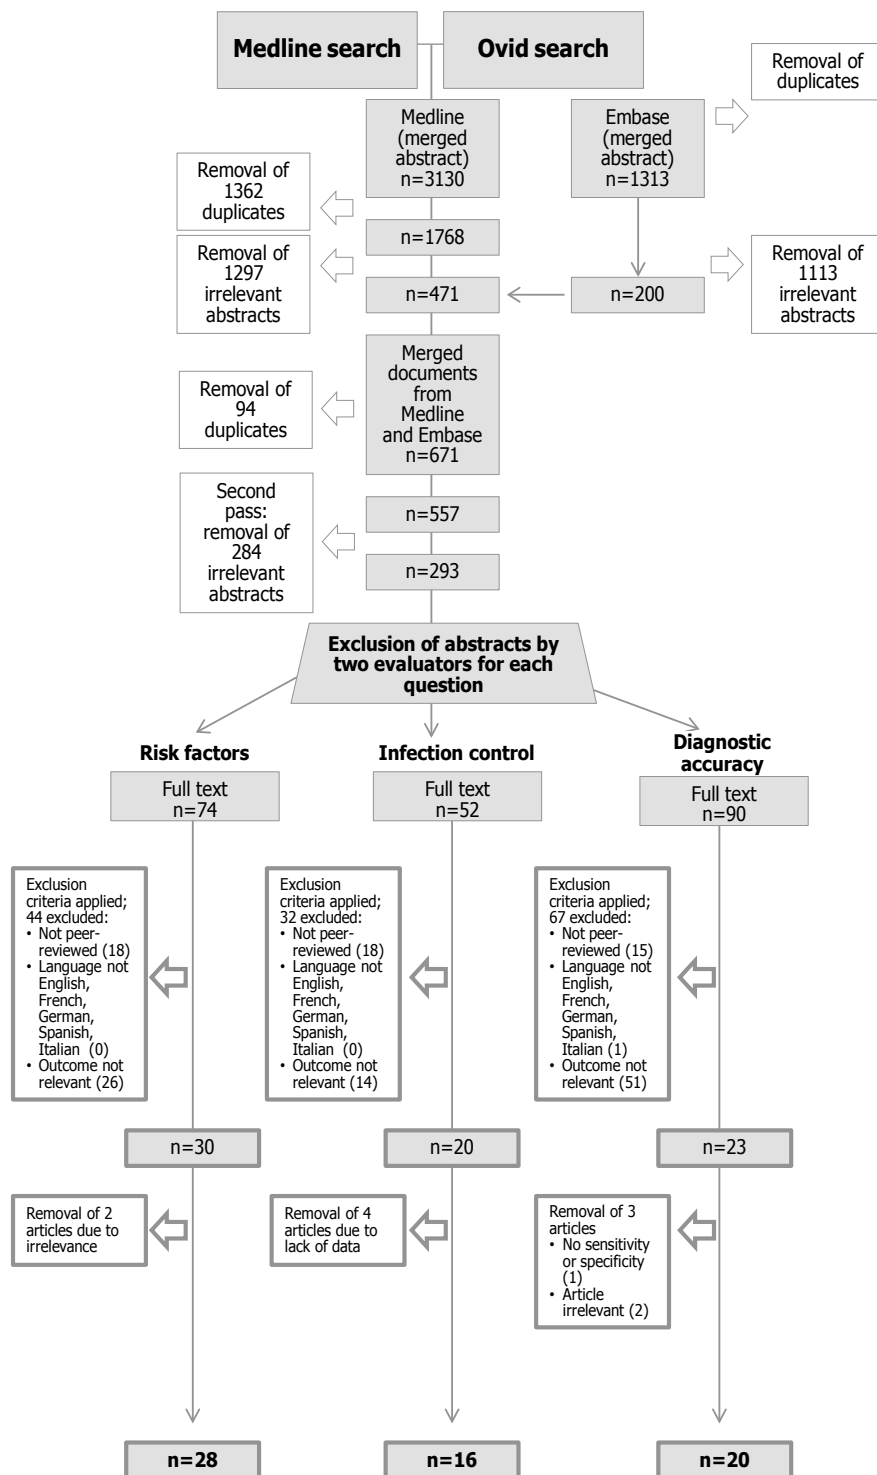 Medline search
Ovid search
Removal of
duplicates
Medline
(merged
abstract)
n=3130
Embase
(merged
abstract)
n=1313
Removal of
1362
duplicates
n=1768
Removal of
1297
irrelevant
abstracts
Removal of
1113
irrelevant
abstracts
n=471
n=200
Merged
documents
from
Medline
and Embase
n=671
Removal of
94
duplicates
Second
pass:
removal of
284
irrelevant
abstracts
n=557
n=293
Exclusion of abstracts by
two evaluators for each
question
Risk factors
Full text
n=74
Exclusion
criteria applied;
44 excluded:
• Not peer-
reviewed (18)
• Language not
English,
French,
German,
Spanish,
Italian (0)
• Outcome not
relevant (26)
n=30
Removal of 2
articles due to
irrelevance
n=28
Infection control
Full text
n=52
Exclusion
criteria applied;
32 excluded:
• Not peer-
reviewed (18)
• Language not
English,
French,
German,
Spanish,
Italian (0)
• Outcome not
relevant (14)
n=20
Removal of 4
articles due to
lack of data
n=16
Diagnostic
accuracy
Full text
n=90
Exclusion
criteria applied;
67 excluded:
• Not peer-
reviewed (15)
• Language not
English,
French,
German,
Spanish,
Italian (1)
• Outcome not
relevant (51)
n=23
Removal of 3
articles
• No sensitivity
or specificity
(1)
• Article
irrelevant (2)
n=20